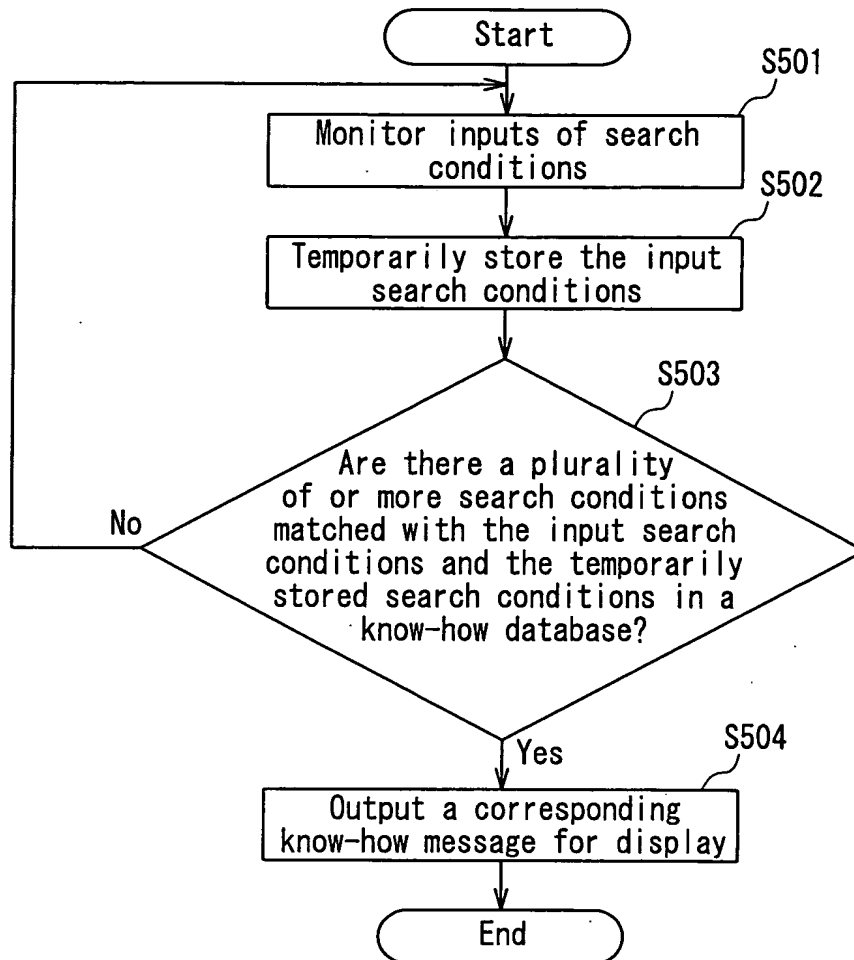 Start
S501
Monitor inputs of search
conditions
S502
Temporarily store the input
search conditions
S503
Are there a plurality
of or more search conditions
matched with the input search
conditions and the temporarily
stored search conditions in a
know-how database?
No
Yes
S504
Output a corresponding
know-how message for display
End